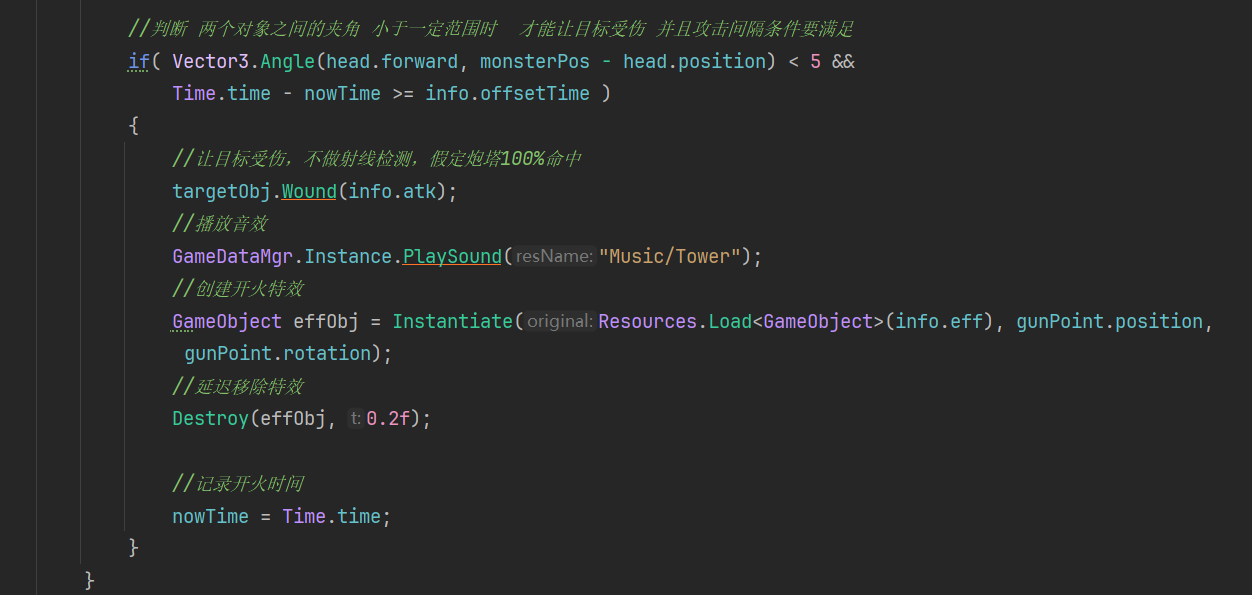 //判断 两个对象之间的夹角 小于一定范围时  才能让目标受伤 并且攻击间隔条件要满足
if( Vector3.Angle(head.forward, monsterPos - head.position) < 5 &&
Time.time - nowTime >= info.offsetTime )
{
//让目标受伤，不做射线检测，假定炮塔100%命中
targetObj.Wound(info.atk);
//播放音效
GameDataMgr.Instance.PlaySound(resName:"Music/Tower");
//创建开火特效
GameObject effObj = Instantiate(original:Resources.Load<GameObject>(info.eff), gunPoint.position,
gunPoint.rotation);
//延迟移除特效
Destroy(effObj, t:0.2f);
//记录开火时间
nowTime = Time.time;
}
}